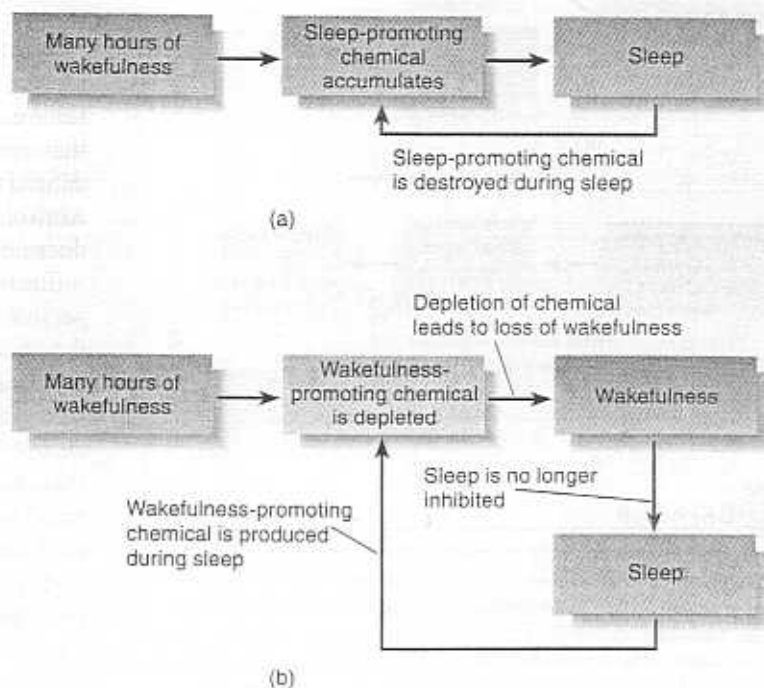 Many hours of
wakefulness
Sleep-promoting
chemical
accumulates
Sleep
Sleep-promoting chemical
is destroyed during sleep
(a)
Depletion of chemical
leads to loss of wakefulness
Many hours of
wakefulness
Wakefulness-
promoting chemical
is depleted
Wakefulness
Sleep is no longer
inhibited
Wakefulness-promoting
chemical is produced
during sleep
Sleep
(b)